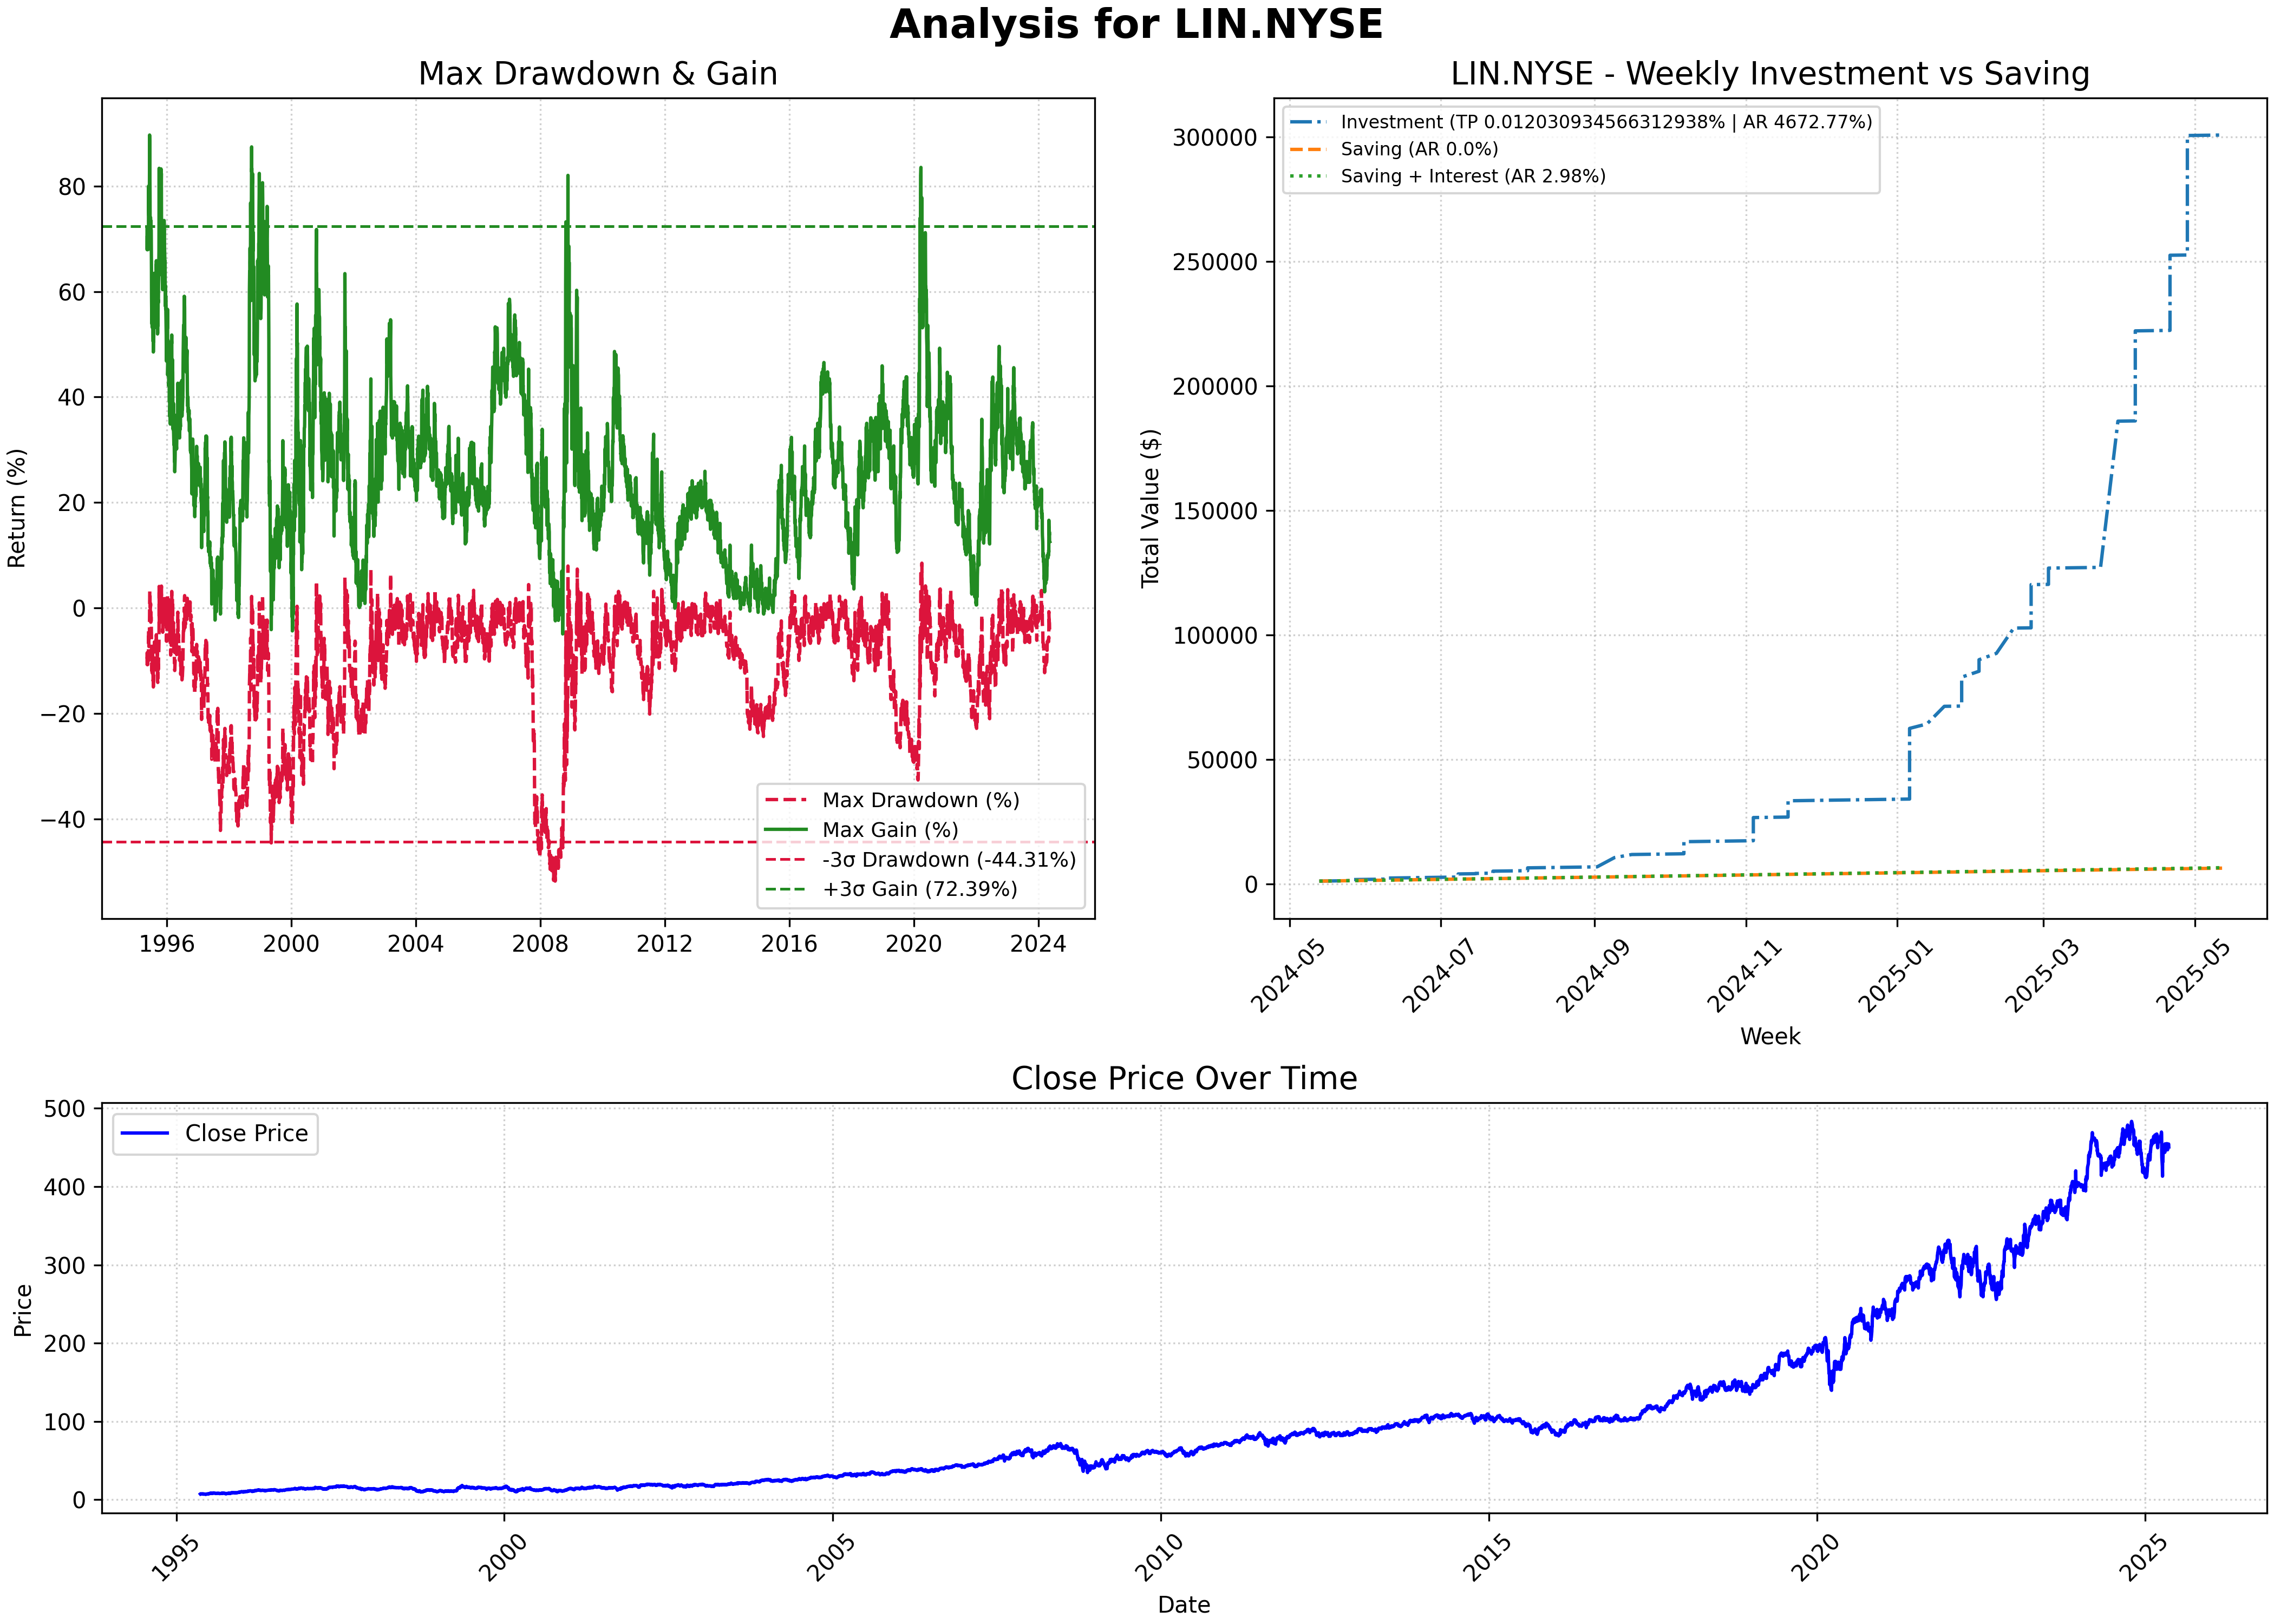 Analysis for LIN.NYSE
Max Drawdown & Gain
Return (%)
80
60
40
20
0
−20
−40
1996
2000
2004
2008
2012
2016
2020
2024
Max Drawdown (%)
Max Gain (%)
-3σ Drawdown (-44.31%)
+3σ Gain (72.39%)
LIN.NYSE - Weekly Investment vs Saving
Total Value ($)
300000
250000
200000
150000
100000
50000
0
Investment (TP 0.012030934566312938% | AR 4672.77%)
Saving (AR 0.0%)
Saving + Interest (AR 2.98%)
2024-05
2024-07
2024-09
2024-11
2025-01
2025-03
2025-05
Week
Close Price Over Time
Price
500
400
300
200
100
0
Close Price
1995
2000
2005
2010
2015
2020
2025
Date